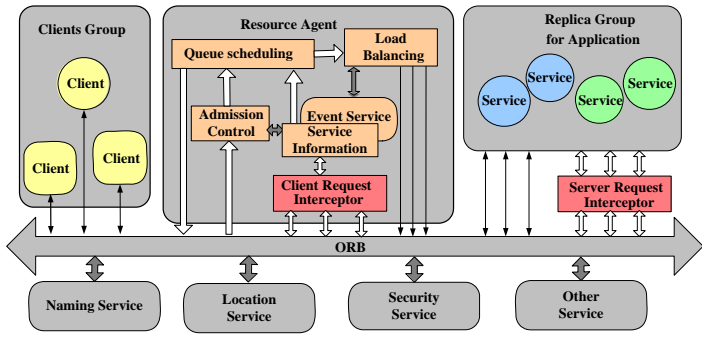 Clients Group
Client
Client
Client
Resource Agent
Queue scheduling
Load
Balancing
Admission
Control
Event Service
Service
Information
Client Request
Interceptor
Replica Group
for Application
Service
Service
Service
Service
Server Request
Interceptor
ORB
Naming Service
Location
Service
Security
Service
Other
Service